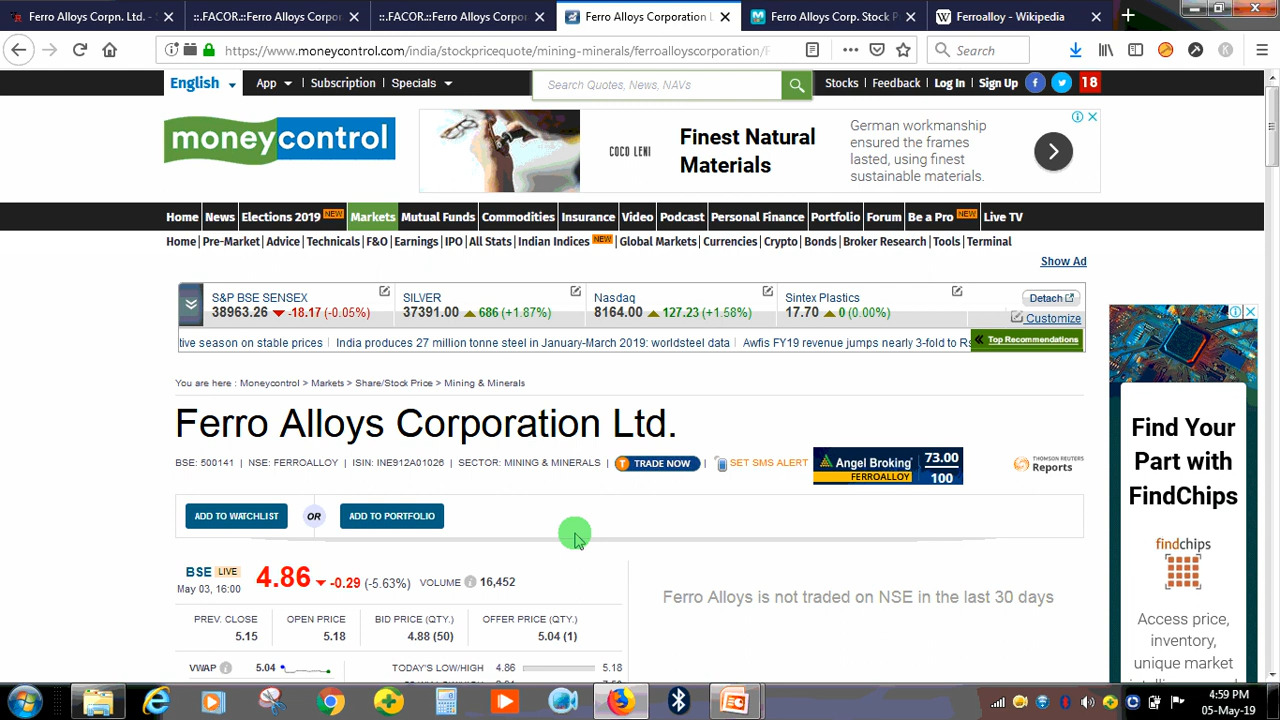 Ferro Alloys Corpn. Ltd. -
::.FACOR.::Ferro Alloys Corpor
::.FACOR.::Ferro Alloys Corpor
Ferro Alloys Corporation L
Ferro Alloys Corp. Stock P
Ferroalloy - Wikipedia
https://www.moneycontrol.com/india/stockpricequote/mining-minerals/ferroalloyscorporation/F
Search
English App Subscription Specials
Search Quotes, News, NAVs
Stocks Feedback Log In Sign Up 18
moneycontrol
COCO LENI
Finest Natural
Materials
German workmanship
ensured the frames
lasted, using finest
sustainable materials.
Home News Elections 2019 NEW Markets Mutual Funds Commodities Insurance Video Podcast Personal Finance Portfolio Forum Be a Pro NEW Live TV
Home Pre-Market Advice Technicals F&O Earnings IPO All Stats Indian Indices NEW Global Markets Currencies Crypto Bonds Broker Research Tools Terminal
Show Ad
S&P BSE SENSEX
38963.26 -18.17 (-0.05%)
SILVER
37391.00 686 (+1.87%)
Nasdaq
8164.00 127.23 (+1.58%)
Sintex Plastics
17.70 0 (0.00%)
Detach
Customize
tive season on stable prices | India produces 27 million tonne steel in January-March 2019: worldsteel data | Awfis FY19 revenue jumps nearly 3-fold to Rs
Top Recommendations
You are here : Moneycontrol > Markets > Share/Stock Price > Mining & Minerals
Ferro Alloys Corporation Ltd.
BSE: 500141 | NSE: FERROALLOY | ISIN: INE912A01026 | SECTOR: MINING & MINERALS | T TRADE NOW | SET SMS ALERT
Angel Broking
FERROALLOY
73.00
100
THOMSON REUTERS
Reports
ADD TO WATCHLIST OR ADD TO PORTFOLIO
BSE LIVE
May 03, 16:00
4.86 -0.29 (-5.63%)
VOLUME 16,452
Ferro Alloys is not traded on NSE in the last 30 days
PREV. CLOSE OPEN PRICE BID PRICE (QTY.) OFFER PRICE (QTY.)
5.15 5.18 4.88 (50) 5.04 (1)
VWAP 5.04 TODAY'S LOW/HIGH 4.86 5.18
Find Your
Part with
FindChips
findchips
Access price,
inventory,
unique market
4:59 PM
05-May-19